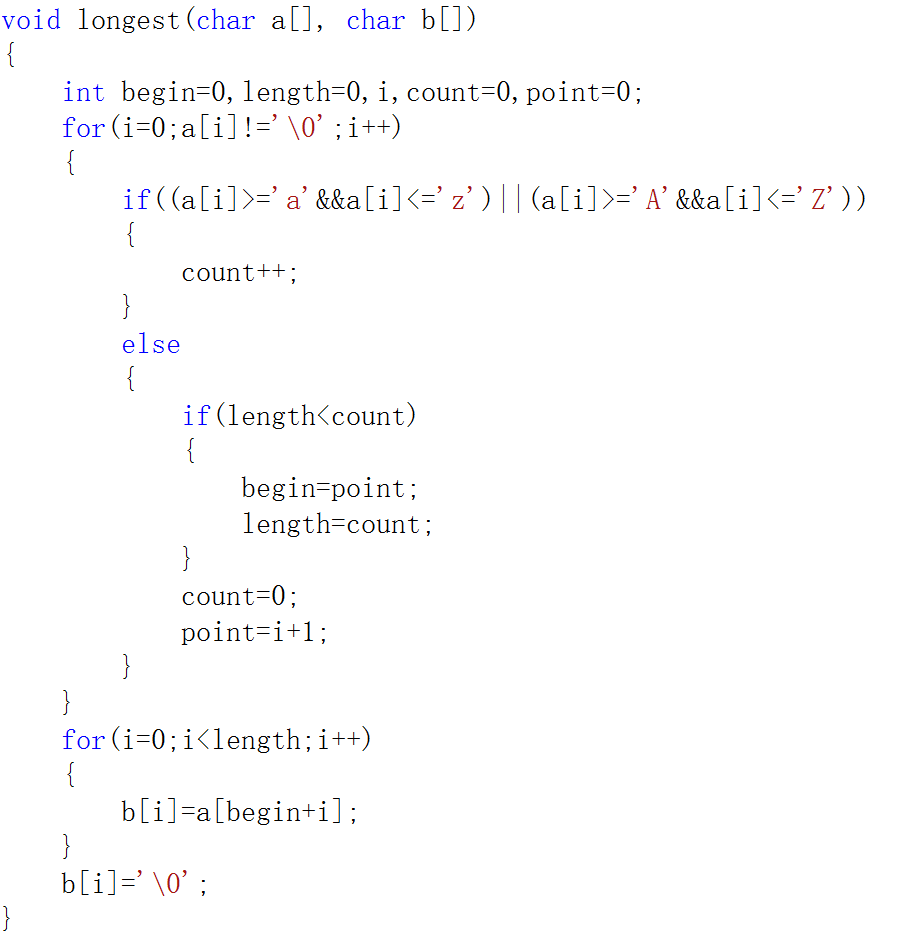 void longest(char a[], char b[])
{
    int begin=0,length=0,i,count=0,point=0;
    for(i=0;a[i]!='\0';i++)
    {
        if((a[i]>='a'&&a[i]<='z')||(a[i]>='A'&&a[i]<='Z'))
        {
            count++;
        }
        else
        {
            if(length<count)
            {
                begin=point;
                length=count;
            }
            count=0;
            point=i+1;
        }
    }
    for(i=0;i<length;i++)
    {
        b[i]=a[begin+i];
    }
    b[i]='\0';
}